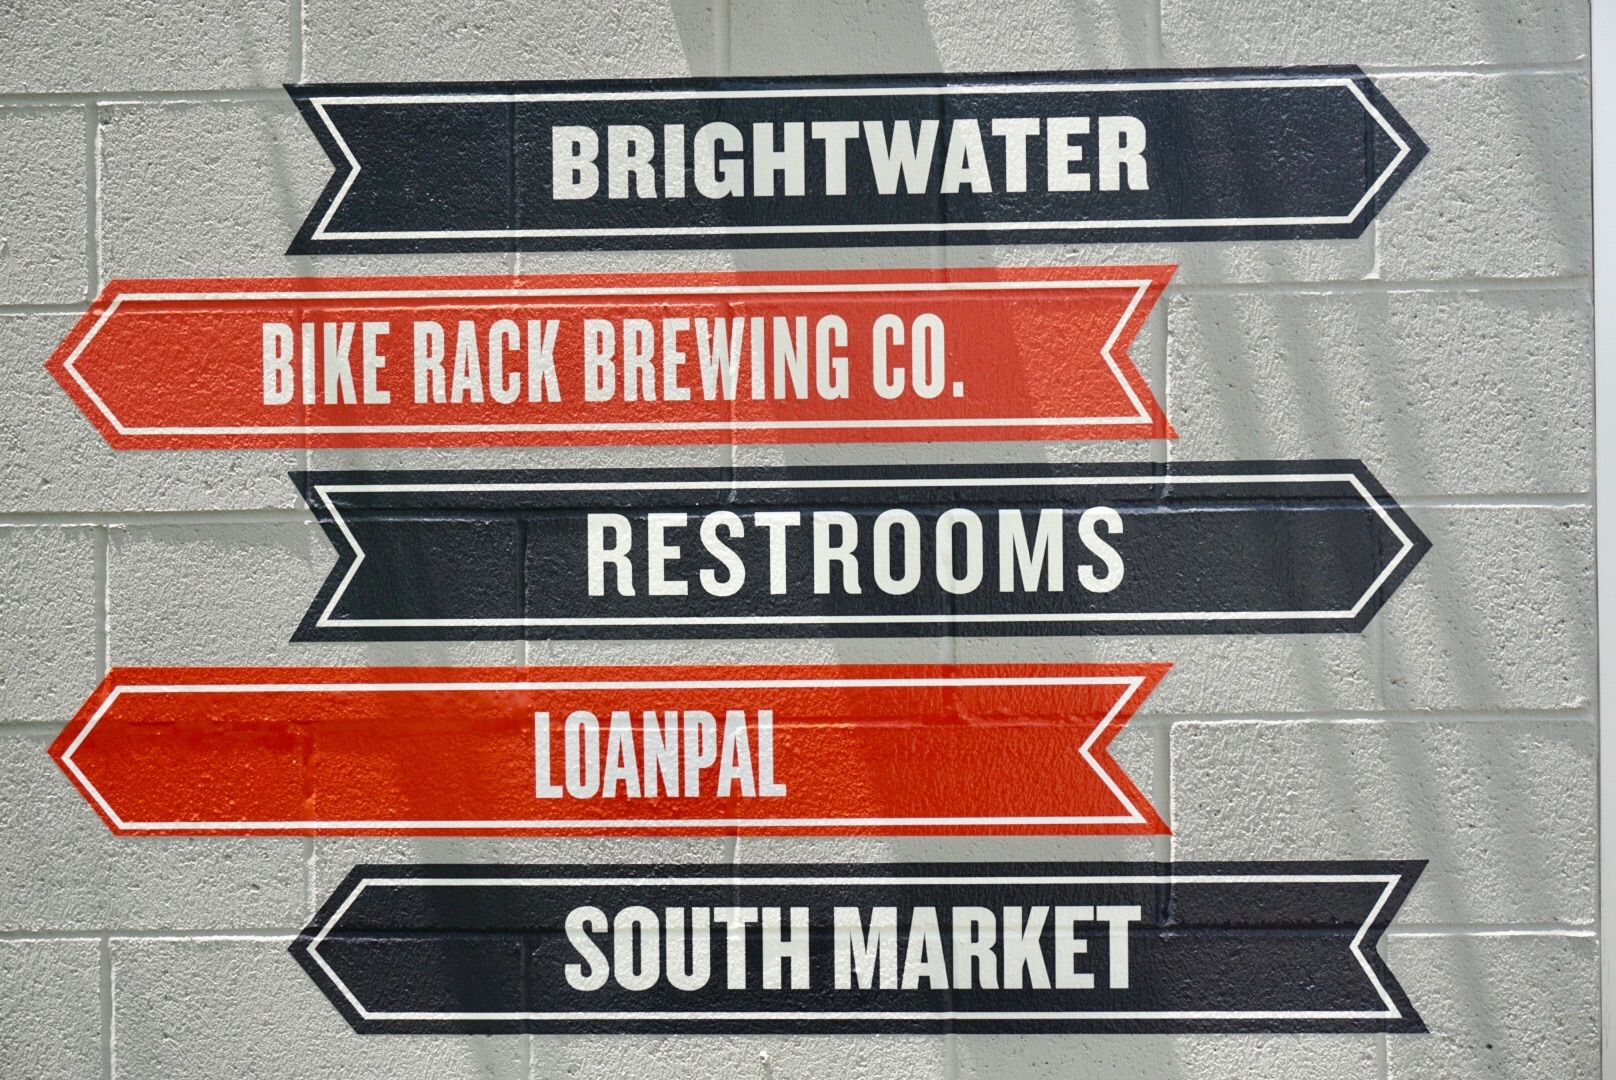 BRIGHTWATER
BIKE RACK BREWING CO.
RESTROOMS
LOANPAL
SOUTH MARKET